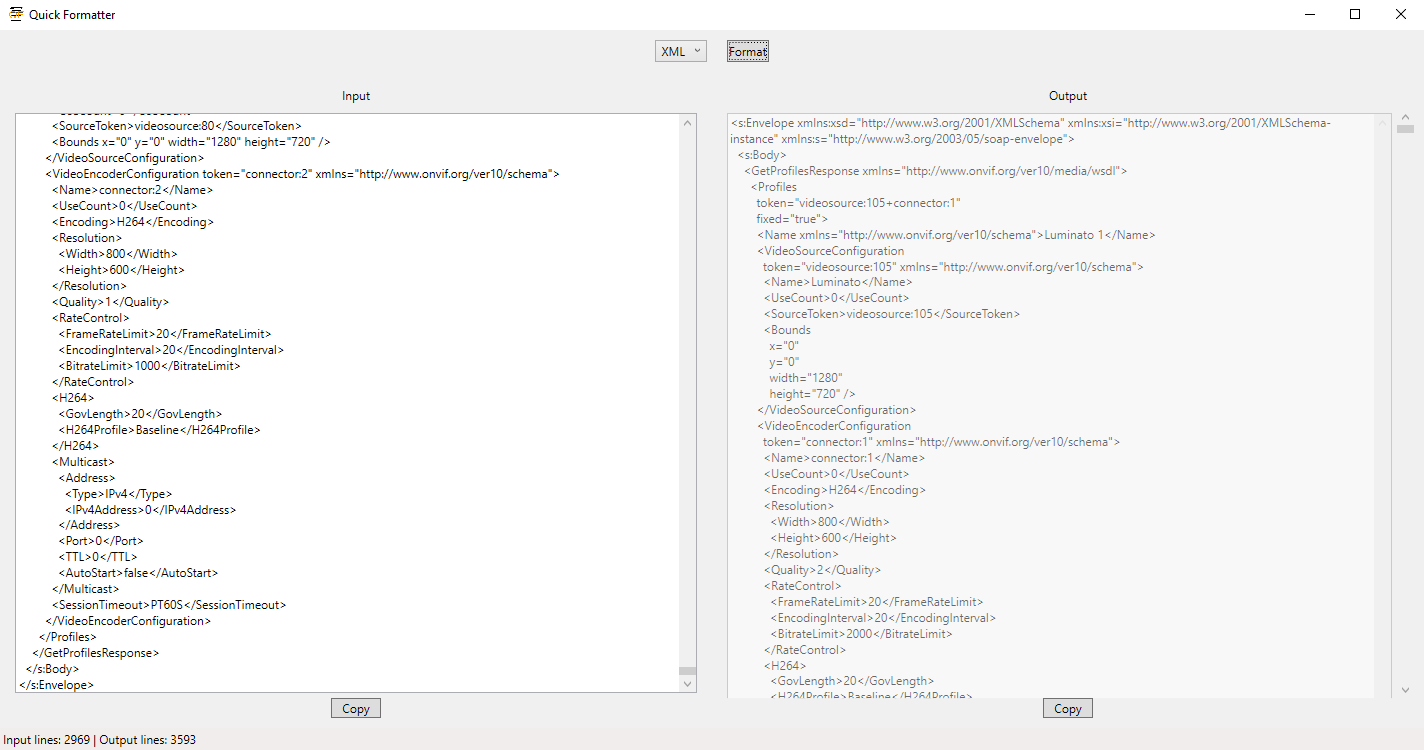 Quick Formatter
XML
Format
Input
<SourceToken>videosource:80</SourceToken>
<Bounds x="0" y="0" width="1280" height="720" />
</VideoSourceConfiguration>
<VideoEncoderConfiguration token="connector:2" xmlns="http://www.onvif.org/ver10/schema">
<Name>connector:2</Name>
<UseCount>0</UseCount>
<Encoding>H264</Encoding>
<Resolution>
<Width>800</Width>
<Height>600</Height>
</Resolution>
<Quality>1</Quality>
<RateControl>
<FrameRateLimit>20</FrameRateLimit>
<EncodingInterval>20</EncodingInterval>
<BitrateLimit>1000</BitrateLimit>
</RateControl>
<H264>
<GovLength>20</GovLength>
<H264Profile>Baseline</H264Profile>
</H264>
<Multicast>
<Address>
<Type>IPv4</Type>
<IPv4Address>0</IPv4Address>
</Address>
<Port>0</Port>
<TTL>0</TTL>
<AutoStart>false</AutoStart>
</Multicast>
<SessionTimeout>PT60S</SessionTimeout>
</VideoEncoderConfiguration>
</Profiles>
</GetProfilesResponse>
</s:Body>
</s:Envelope>
Copy
Output
<s:Envelope xmlns:xsd="http://www.w3.org/2001/XMLSchema" xmlns:xsi="http://www.w3.org/2001/XMLSchema-
instance" xmlns:s="http://www.w3.org/2003/05/soap-envelope">
<s:Body>
<GetProfilesResponse xmlns="http://www.onvif.org/ver10/media/wsdl">
<Profiles
token="videosource:105+connector:1"
fixed="true">
<Name xmlns="http://www.onvif.org/ver10/schema">Luminato 1</Name>
<VideoSourceConfiguration
token="videosource:105" xmlns="http://www.onvif.org/ver10/schema">
<Name>Luminato</Name>
<UseCount>0</UseCount>
<SourceToken>videosource:105</SourceToken>
<Bounds
x="0"
y="0"
width="1280"
height="720" />
</VideoSourceConfiguration>
<VideoEncoderConfiguration
token="connector:1" xmlns="http://www.onvif.org/ver10/schema">
<Name>connector:1</Name>
<UseCount>0</UseCount>
<Encoding>H264</Encoding>
<Resolution>
<Width>800</Width>
<Height>600</Height>
</Resolution>
<Quality>2</Quality>
<RateControl>
<FrameRateLimit>20</FrameRateLimit>
<EncodingInterval>20</EncodingInterval>
<BitrateLimit>2000</BitrateLimit>
</RateControl>
<H264>
<GovLength>20</GovLength>
<H264Profile>Baseline</H264Profile>
Copy
Input lines: 2969 | Output lines: 3593